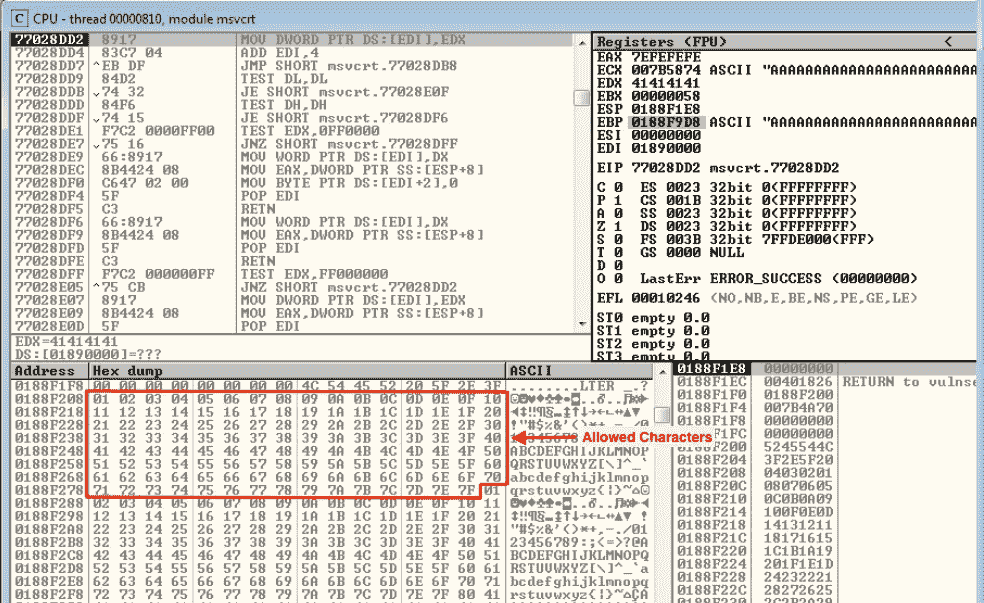 C CPU - thread 00000810, module msvcrt
77028DD2 8917 MOV DWORD PTR DS:[EDI],EDX
77028DD4 83C7 04 ADD EDI,4
77028DD7 ^EB DF JMP SHORT msvcrt.77028DB8
77028DD9 84D2 TEST DL,DL
77028DDB 74 32 JE SHORT msvcrt.77028E0F
77028DDD 84F6 TEST DH,DH
77028DDF 74 15 JE SHORT msvcrt.77028DF6
77028DE1 F7C2 0000FF00 TEST EDX,0FF0000
77028DE7 75 16 JNZ SHORT msvcrt.77028DFF
77028DE9 66:8917 MOV WORD PTR DS:[EDI],DX
77028DEC 8B4424 08 MOV EAX,DWORD PTR SS:[ESP+8]
77028DF0 C647 02 00 MOV BYTE PTR DS:[EDI+2],0
77028DF4 5F POP EDI
77028DF5 C3 RETN
77028DF6 66:8917 MOV WORD PTR DS:[EDI],DX
77028DF9 8B4424 08 MOV EAX,DWORD PTR SS:[ESP+8]
77028DFD 5F POP EDI
77028DFE C3 RETN
77028DFF F7C2 000000FF TEST EDX,FF000000
77028E05 ^75 CB JNZ SHORT msvcrt.77028DD2
77028E07 8917 MOV DWORD PTR DS:[EDI],EDX
77028E09 8B4424 08 MOV EAX,DWORD PTR SS:[ESP+8]
77028E0D 5F POP EDI
EDX=41414141
DS:[01890000]=???
Registers (FPU) <
EAX 7EFEFEFE
ECX 007B5874 ASCII "AAAAAAAAAAAAAAAAAAAAAAAA
EDX 41414141
EBX 00000058
ESP 0188F1E8
EBP 0188F9D8 ASCII "AAAAAAAAAAAAAAAAAAAAAAAA
ESI 00000000
EDI 01890000
EIP 77028DD2 msvcrt.77028DD2
C 0 ES 0023 32bit 0(FFFFFFFF)
P 1 CS 001B 32bit 0(FFFFFFFF)
A 0 SS 0023 32bit 0(FFFFFFFF)
Z 1 DS 0023 32bit 0(FFFFFFFF)
S 0 FS 003B 32bit 7FFDE000(FFF)
T 0 GS 0000 NULL
D 0
O 0 LastErr ERROR_SUCCESS (00000000)
EFL 00010246 (NO,NB,E,BE,NS,PE,GE,LE)
ST0 empty 0.0
ST1 empty 0.0
ST2 empty 0.0
ST3 empty 0.0
Address Hex dump ASCII
0188F1F8 00 00 00 00 00 00 00 00 4C 54 45 52 20 5F 2E 3F ........LTER _.?
0188F208 01 02 03 04 05 06 07 08 09 0A 0B 0C 0D 0E 0F 10
0188F218 11 12 13 14 15 16 17 18 19 1A 1B 1C 1D 1E 1F 20
0188F228 21 22 23 24 25 26 27 28 29 2A 2B 2C 2D 2E 2F 30 !"#$%&'()*+,-./0
0188F238 31 32 33 34 35 36 37 38 39 3A 3B 3C 3D 3E 3F 40
0188F248 41 42 43 44 45 46 47 48 49 4A 4B 4C 4D 4E 4F 50 ABCDEFGHIJKLMNOP
0188F258 51 52 53 54 55 56 57 58 59 5A 5B 5C 5D 5E 5F 60 QRSTUVWXYZ[\]^_`
0188F268 61 62 63 64 65 66 67 68 69 6A 6B 6C 6D 6E 6F 70 abcdefghijklmnop
0188F278 71 72 73 74 75 76 77 78 79 7A 7B 7C 7D 7E 7F 01
0188F288 02 03 04 05 06 07 08 09 0A 0B 0C 0D 0E 0F 10 11
0188F298 12 13 14 15 16 17 18 19 1A 1B 1C 1D 1E 1F 20 21
0188F2A8 22 23 24 25 26 27 28 29 2A 2B 2C 2D 2E 2F 30 31 "#$%&'()*+,-./01
0188F2B8 32 33 34 35 36 37 38 39 3A 3B 3C 3D 3E 3F 40 41 23456789:;<=>?@A
0188F2C8 42 43 44 45 46 47 48 49 4A 4B 4C 4D 4E 4F 50 51 BCDEFGHIJKLMNOPQ
0188F2D8 52 53 54 55 56 57 58 59 5A 5B 5C 5D 5E 5F 60 61 RSTUVWXYZ[\]^_`a
0188F2E8 62 63 64 65 66 67 68 69 6A 6B 6C 6D 6E 6F 70 71 bcdefghijklmnopq
0188F2F8 72 73 74 75 76 77 78 79 7A 7B 7C 7D 7E 7F 80 41
Allowed Characters
0188F1E8 00000000
0188F1EC 00401826 RETURN to vulnse
0188F1F0 0188F200
0188F1F4 007B4A70
0188F1F8 00000000
0188F1FC 00000000
0188F200 5245544C
0188F204 3F2E5F20
0188F208 04030201
0188F20C 08070605
0188F210 0C0B0A09
0188F214 100F0E0D
0188F218 14131211
0188F21C 18171615
0188F220 1C1B1A19
0188F224 201F1E1D
0188F228 24232221
0188F22C 28272625